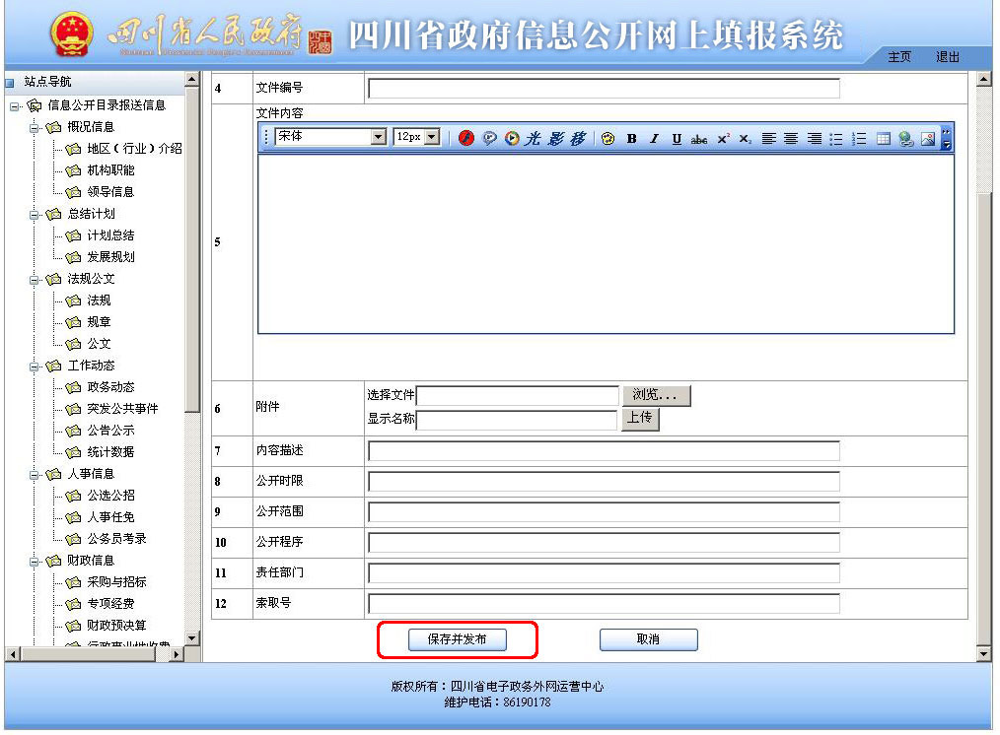 四川省人民政府
四川省政府信息公开网上填报系统
主页 退出
站点导航
信息公开目录报送信息
概况信息
地区（行业）介绍
机构职能
领导信息
总结计划
计划总结
发展规划
法规公文
法规
规章
公文
工作动态
政务动态
突发公共事件
公告公示
统计数据
人事信息
公选公招
人事任免
公务员考录
财政信息
采购与招标
专项经费
财政预决算
行政事业性收费
4 文件编号
5 文件内容
宋体 12px 光 影 移 B I U abc x² x₂
6 附件
选择文件 浏览...
显示名称 上传
7 内容描述
8 公开时限
9 公开范围
10 公开程序
11 责任部门
12 索取号
保存并发布 取消
版权所有：四川省电子政务外网运营中心
维护电话：86190178